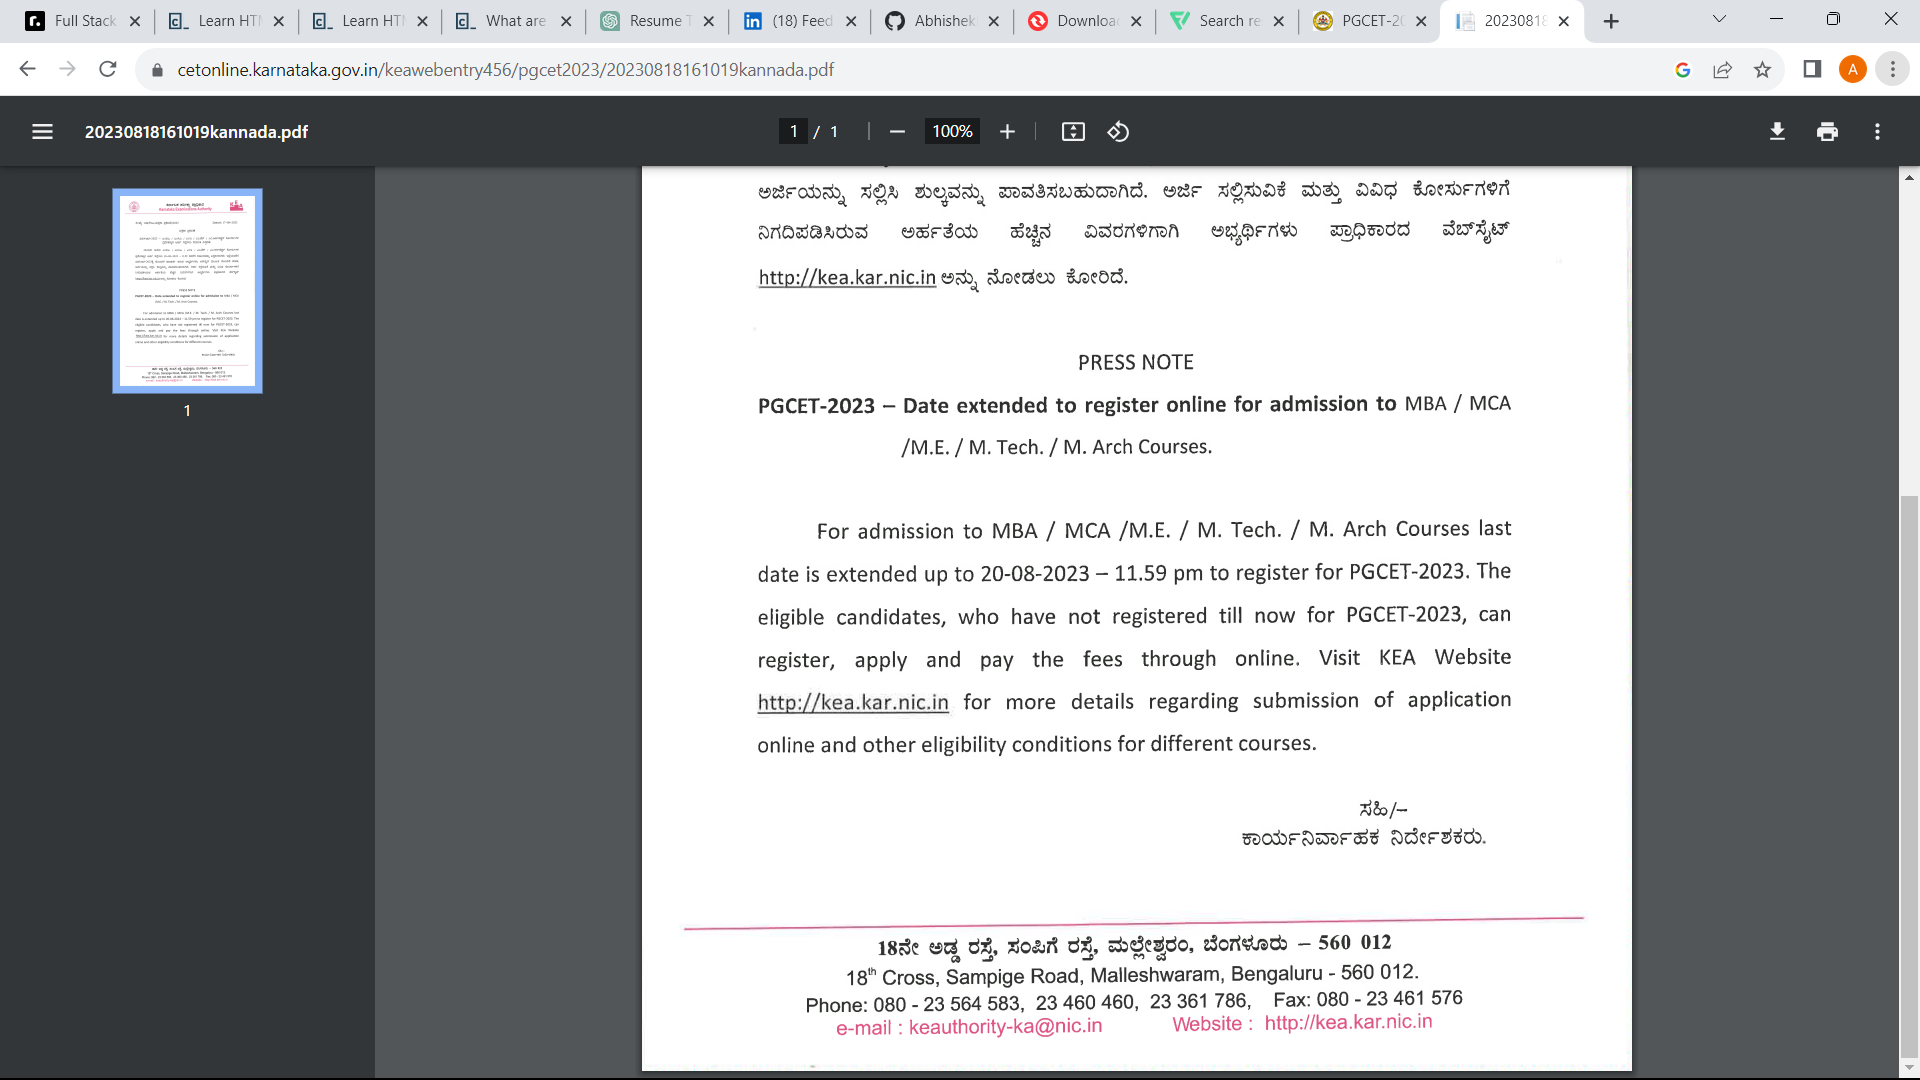 Full Stack
Learn HTM
Learn HTM
What are
Resume T
(18) Feed
Abhishek
Downloa
Search re
PGCET-20
20230818
cetonline.karnataka.gov.in/keawebentry456/pgcet2023/20230818161019kannada.pdf
A
20230818161019kannada.pdf
1 / 1
100%
1
ಅರ್ಜಿಯನ್ನು ಸಲ್ಲಿಸಿ ಶುಲ್ಕವನ್ನು ಪಾವತಿಸಬಹುದಾಗಿದೆ. ಅರ್ಜಿ ಸಲ್ಲಿಸುವಿಕೆ ಮತ್ತು ವಿವಿಧ ಕೋರ್ಸುಗಳಿಗೆ
ನಿಗದಿಪಡಿಸಿರುವ ಅರ್ಹತೆಯ ಹೆಚ್ಚಿನ ವಿವರಗಳಿಗಾಗಿ ಅಭ್ಯರ್ಥಿಗಳು ಪ್ರಾಧಿಕಾರದ ವೆಬ್‌ಸೈಟ್
http://kea.kar.nic.in ಅನ್ನು ನೋಡಲು ಕೋರಿದೆ.
PRESS NOTE
PGCET-2023 – Date extended to register online for admission to MBA / MCA
/M.E. / M. Tech. / M. Arch Courses.
For admission to MBA / MCA /M.E. / M. Tech. / M. Arch Courses last
date is extended up to 20-08-2023 – 11.59 pm to register for PGCET-2023. The
eligible candidates, who have not registered till now for PGCET-2023, can
register, apply and pay the fees through online. Visit KEA Website
http://kea.kar.nic.in for more details regarding submission of application
online and other eligibility conditions for different courses.
ಸಹಿ/–
ಕಾರ್ಯನಿರ್ವಾಹಕ ನಿರ್ದೇಶಕರು.
18ನೇ ಅಡ್ಡ ರಸ್ತೆ, ಸಂಪಿಗೆ ರಸ್ತೆ, ಮಲ್ಲೇಶ್ವರಂ, ಬೆಂಗಳೂರು – 560 012
18th Cross, Sampige Road, Malleshwaram, Bengaluru - 560 012.
Phone: 080 - 23 564 583, 23 460 460, 23 361 786, Fax: 080 - 23 461 576
e-mail : keauthority-ka@nic.in Website : http://kea.kar.nic.in